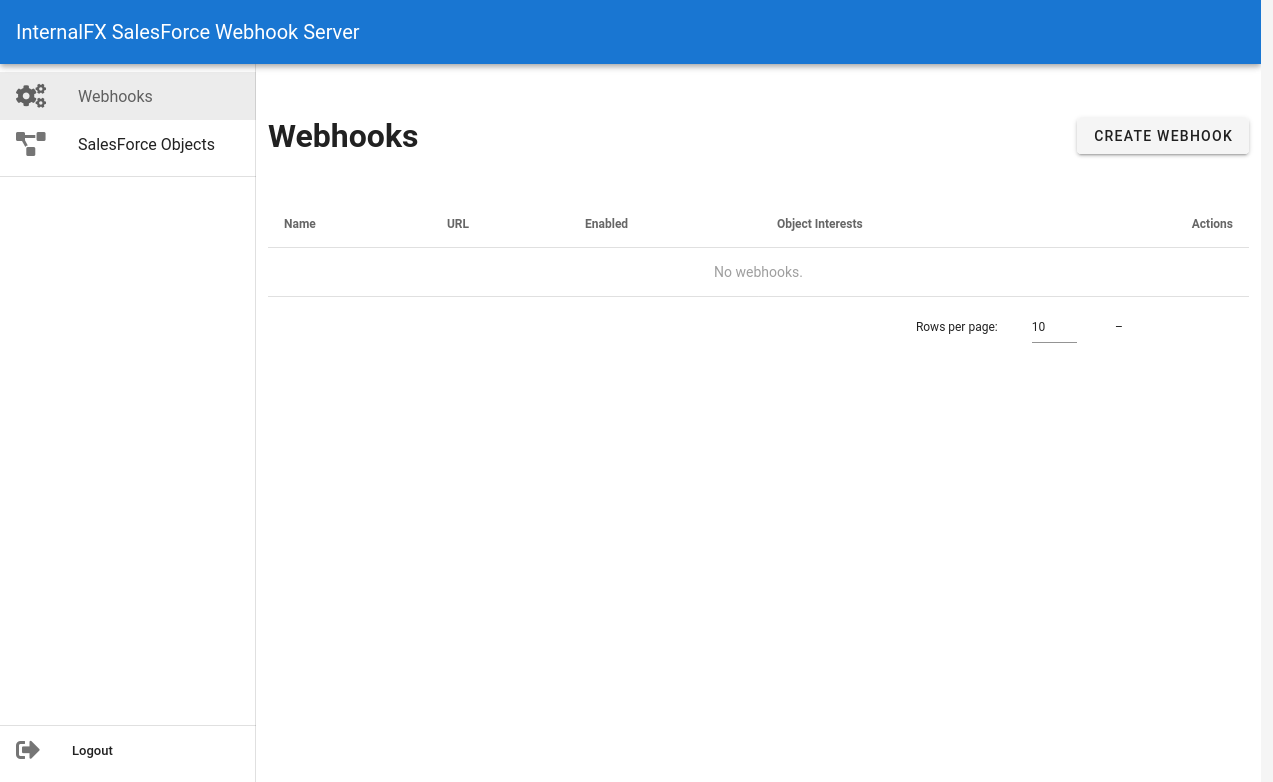 InternalFX SalesForce Webhook Server
Webhooks
SalesForce Objects
Webhooks
CREATE WEBHOOK
Name URL Enabled Object Interests Actions
No webhooks.
Rows per page: 10 –
Logout